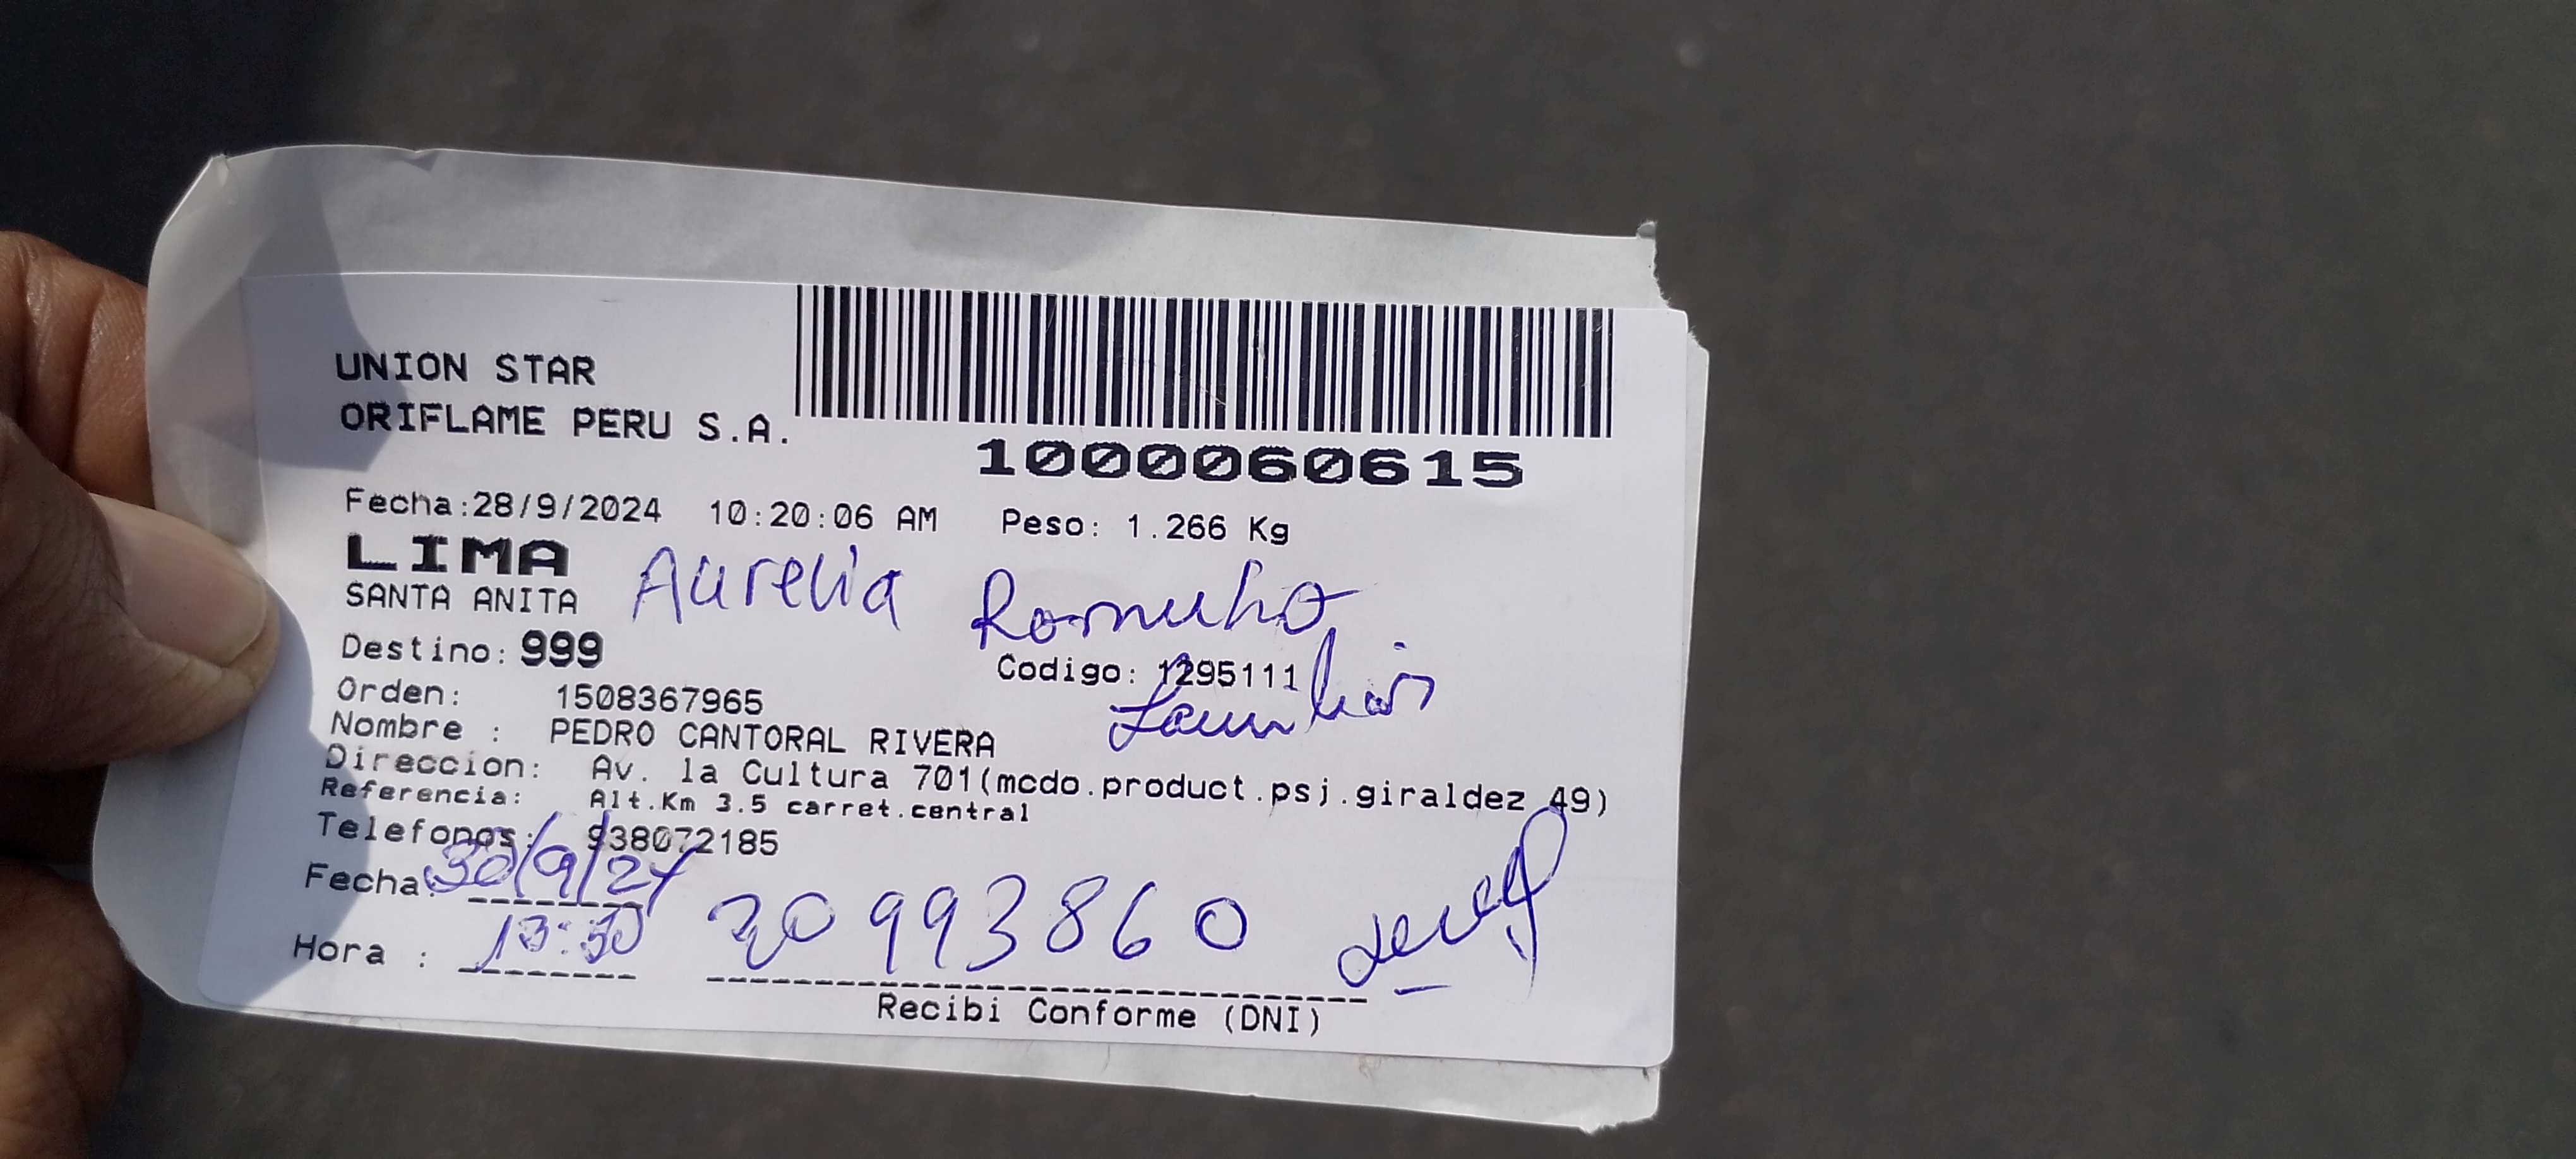 UNION STAR
ORIFLAME PERU S.A.
1000060615
Fecha:28/9/2024 10:20:06 AM Peso: 1.266 Kg
LIMA
SANTA ANITA Aurelia
Destino: 999
Codigo: 1295111
Orden: 1508367965
Nombre : PEDRO CANTORAL RIVERA
Direccion: Av. la Cultura 701(mcdo.product.psj.giraldez 49)
Referencia: Alt.Km 3.5 carret.central
Telefonos: 938072185
Fecha: 30/9/24
Hora : 13:30 20993860
Recibi Conforme (DNI)